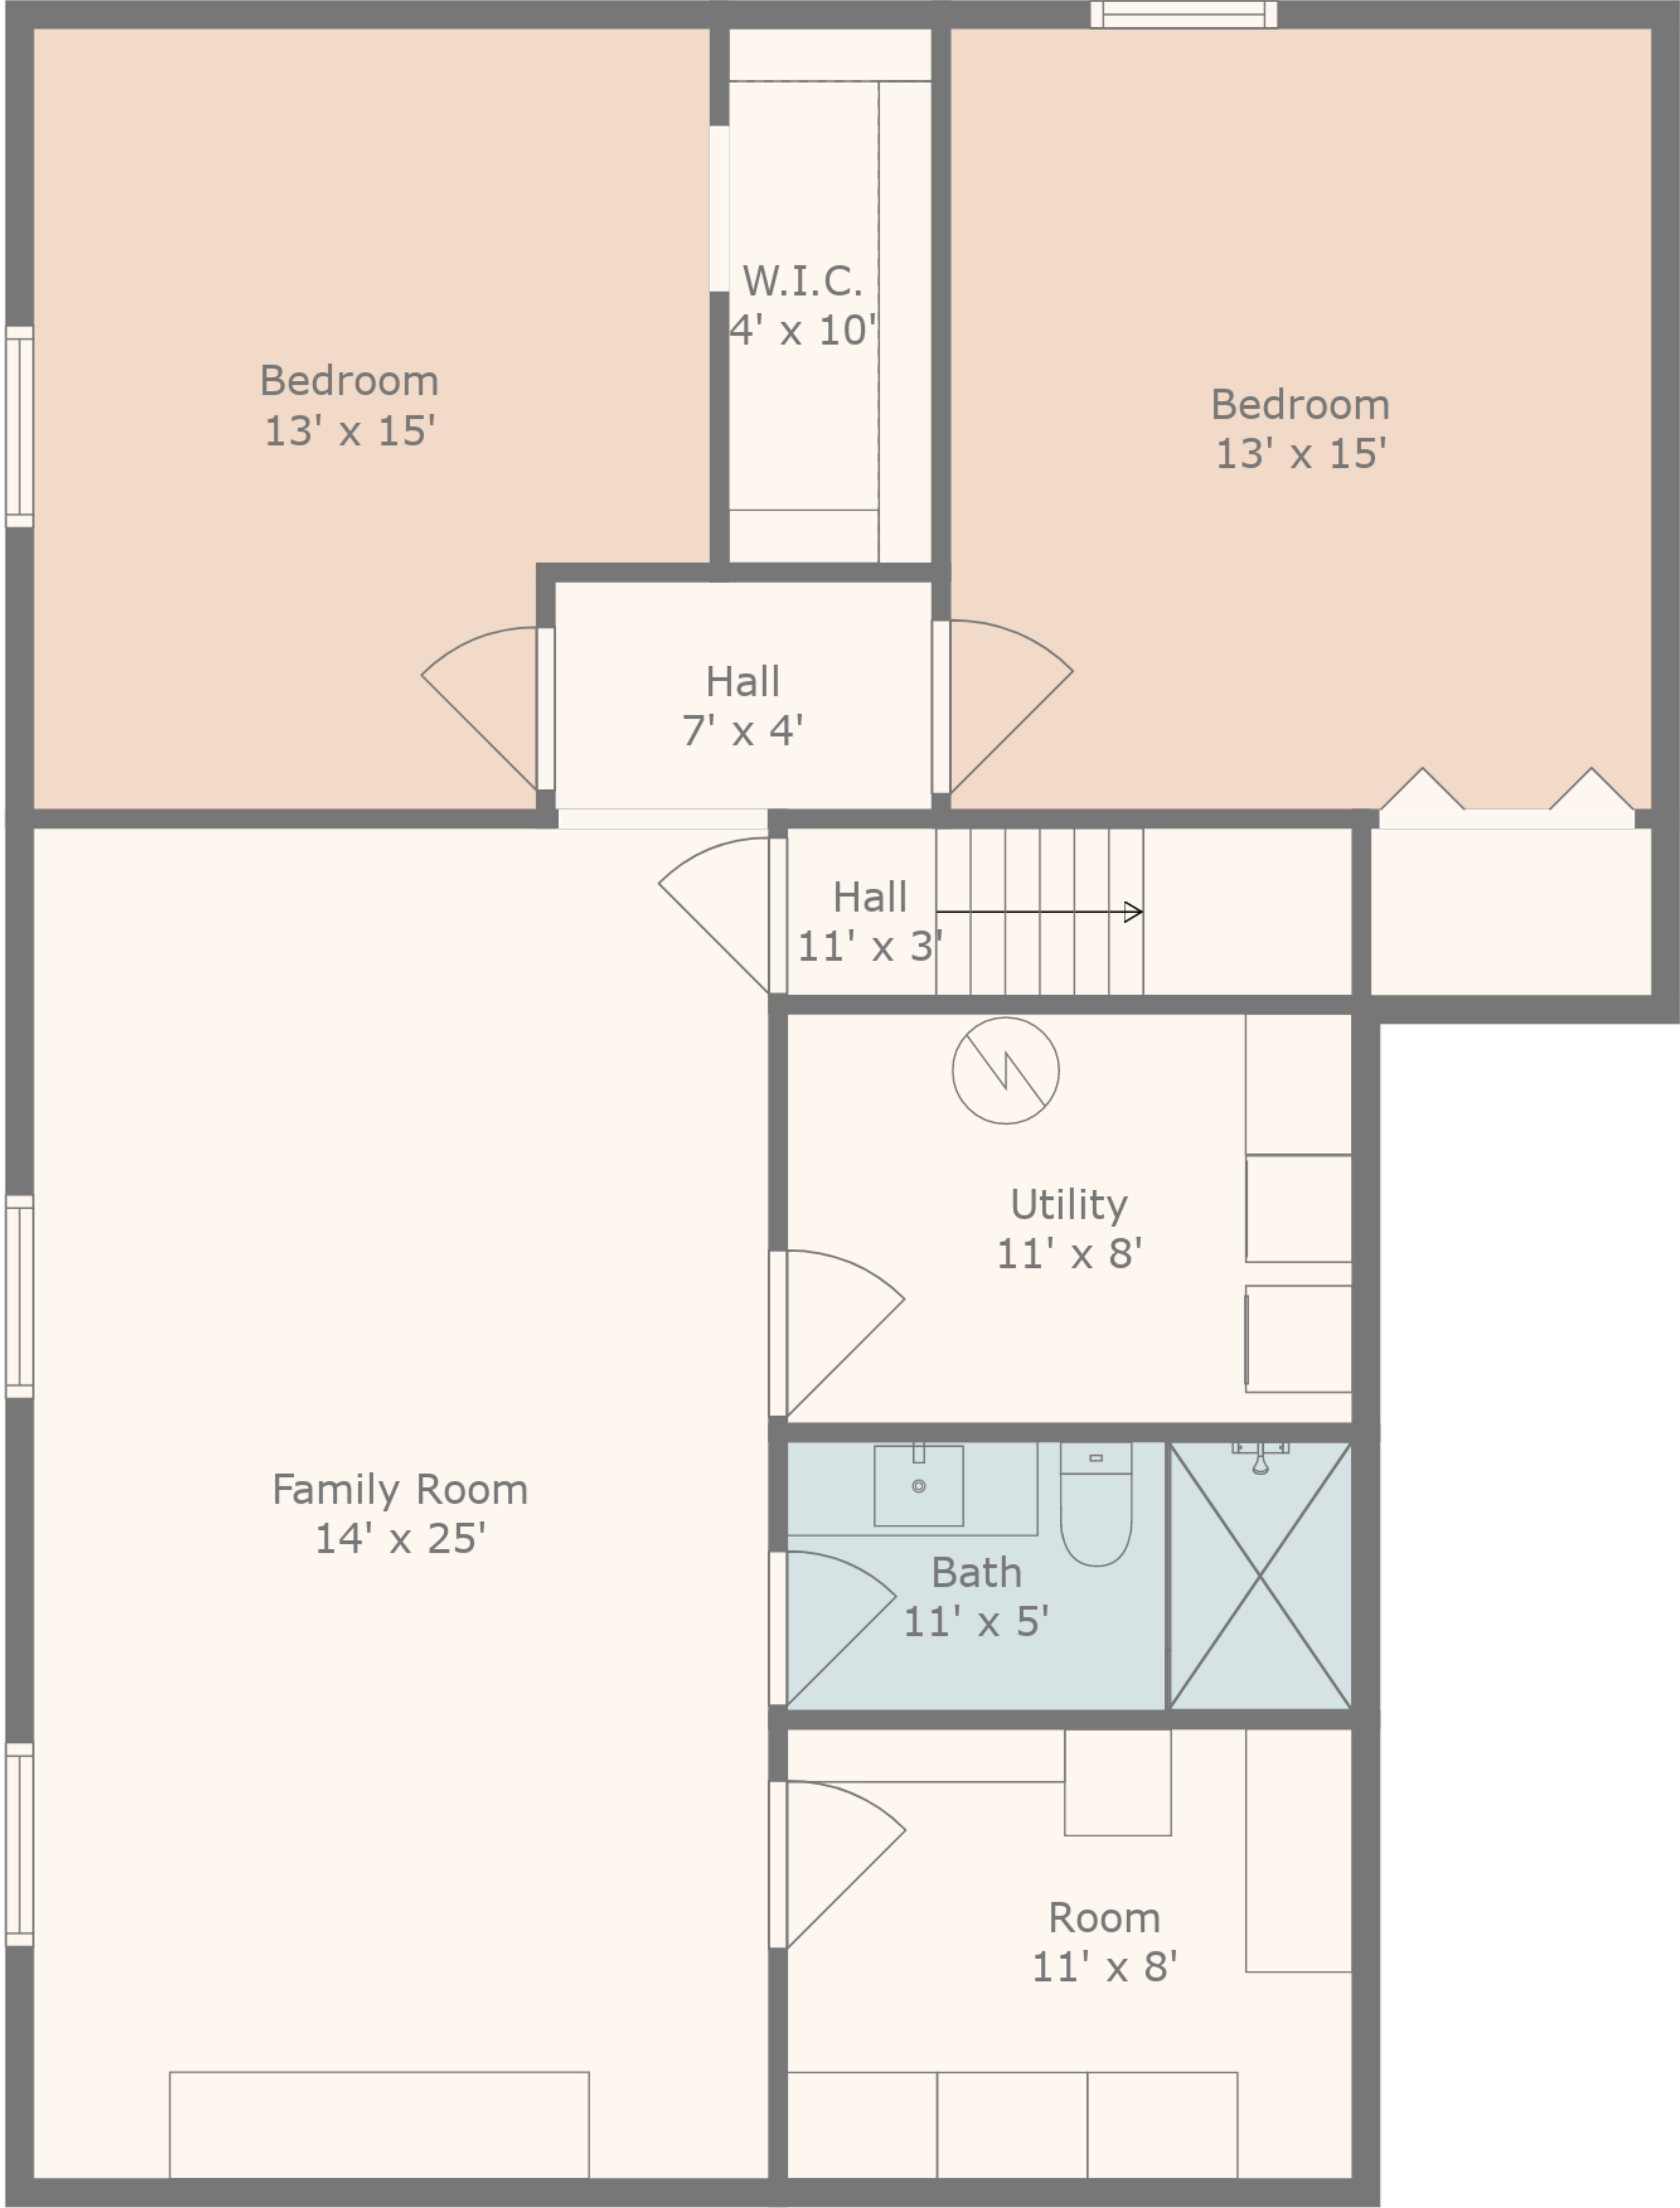 W.I.C.
4' x 10'
Bedroom
13' x 15'
Bedroom
13' x 15'
Hall
7' x 4'
Hall
11' x 3'
Utility
11' x 8'
Family Room
14' x 25'
Bath
11' x 5'
Room
11' x 8'